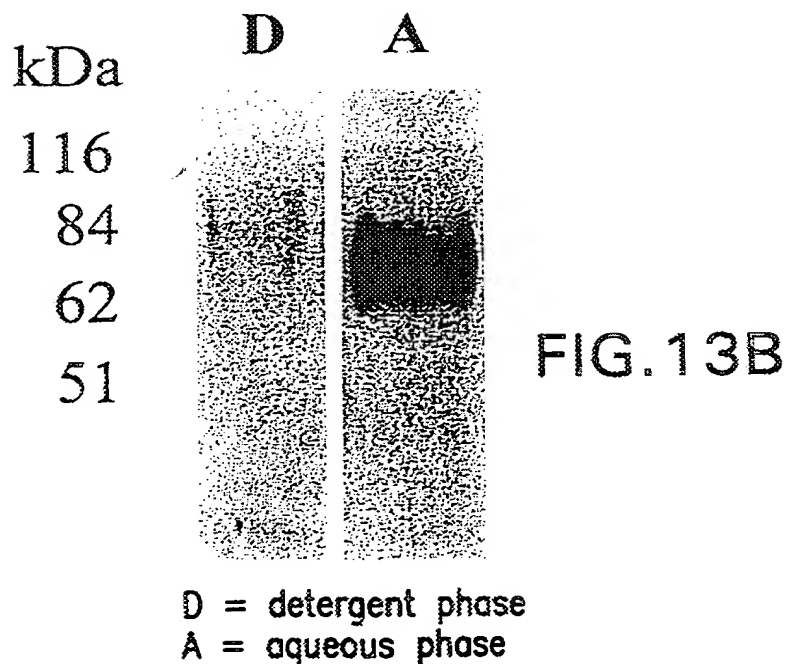 D A
kDa
116
84
62
51
FIG.13B
D = detergent phase
A = aqueous phase